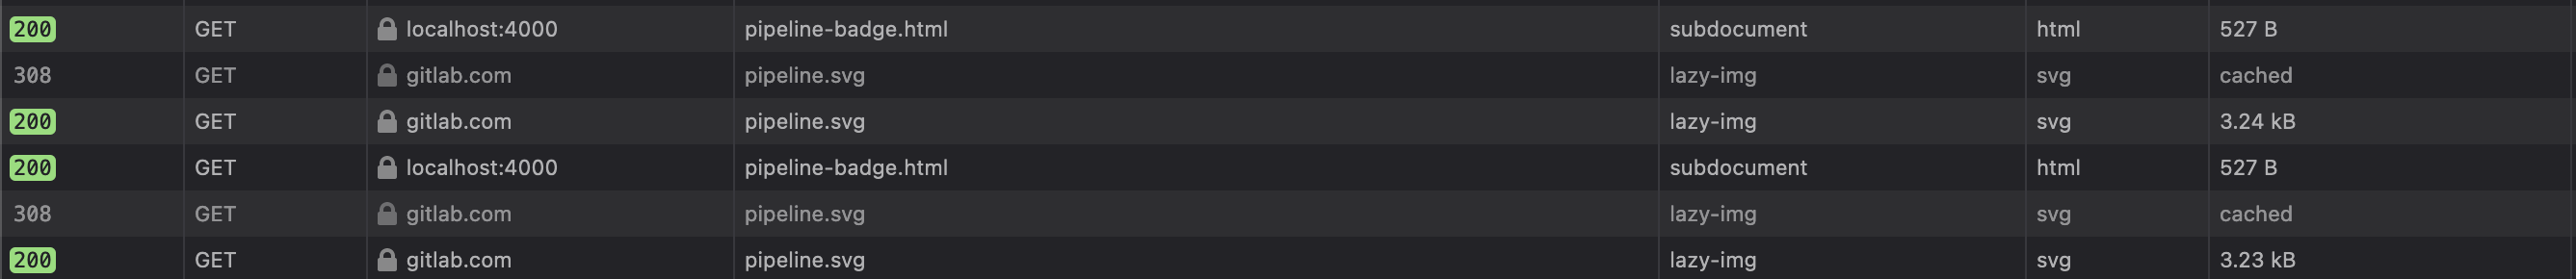 200 GET localhost:4000 pipeline-badge.html subdocument html 527 B
308 GET gitlab.com pipeline.svg lazy-img svg cached
200 GET gitlab.com pipeline.svg lazy-img svg 3.24 kB
200 GET localhost:4000 pipeline-badge.html subdocument html 527 B
308 GET gitlab.com pipeline.svg lazy-img svg cached
200 GET gitlab.com pipeline.svg lazy-img svg 3.23 kB